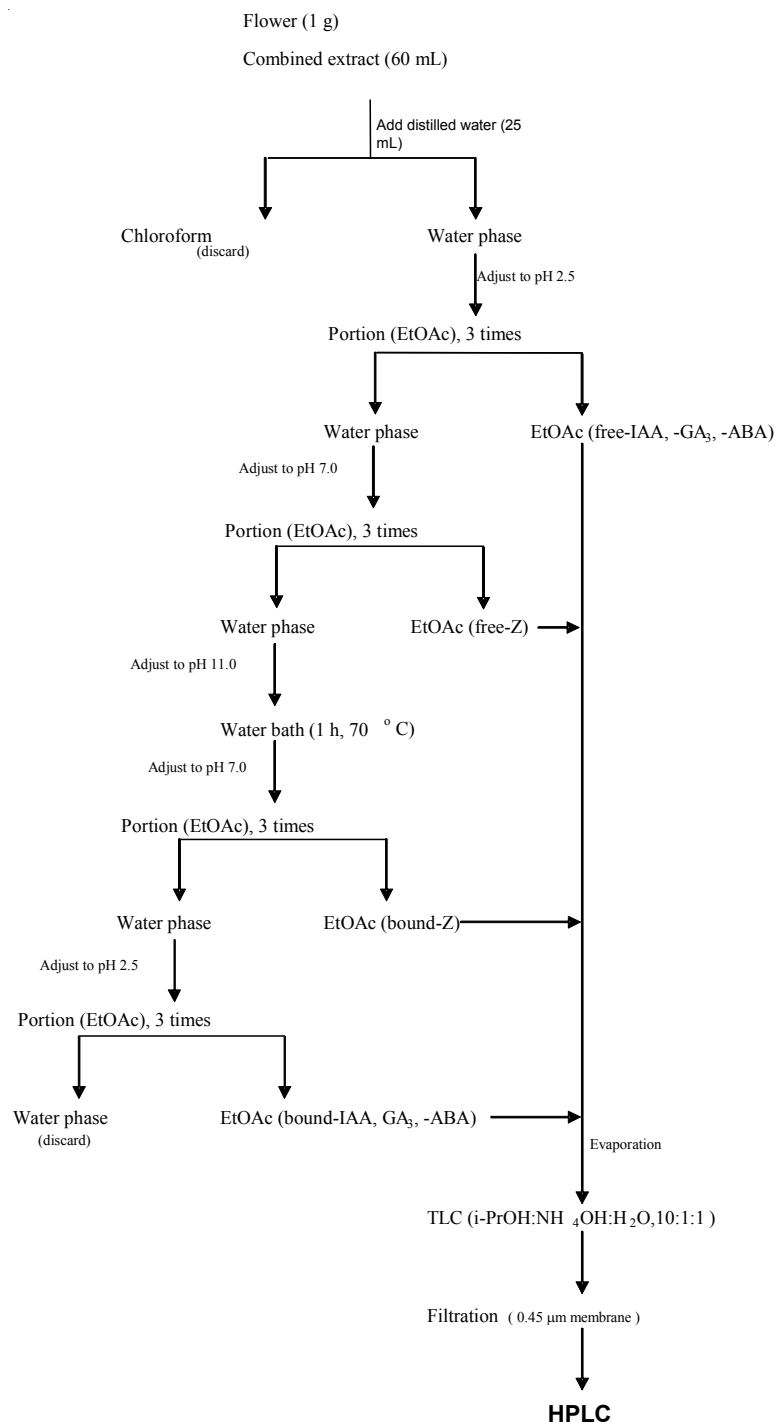 Flower (1 g)
Combined extract (60 mL)
Add distilled water (25
mL)
Chloroform
(discard)
Water phase
Adjust to pH 2.5
Portion (EtOAc), 3 times
Water phase
EtOAc (free-IAA, -GA₃, -ABA)
Adjust to pH 7.0
Portion (EtOAc), 3 times
Water phase
EtOAc (free-Z)
Adjust to pH 11.0
Water bath (1 h, 70 ° C)
Adjust to pH 7.0
Portion (EtOAc), 3 times
Water phase
EtOAc (bound-Z)
Adjust to pH 2.5
Portion (EtOAc), 3 times
Water phase
(discard)
EtOAc (bound-IAA, GA₃, -ABA)
Evaporation
TLC (i-PrOH:NH ₄OH:H₂O,10:1:1 )
Filtration ( 0.45 µm membrane )
HPLC